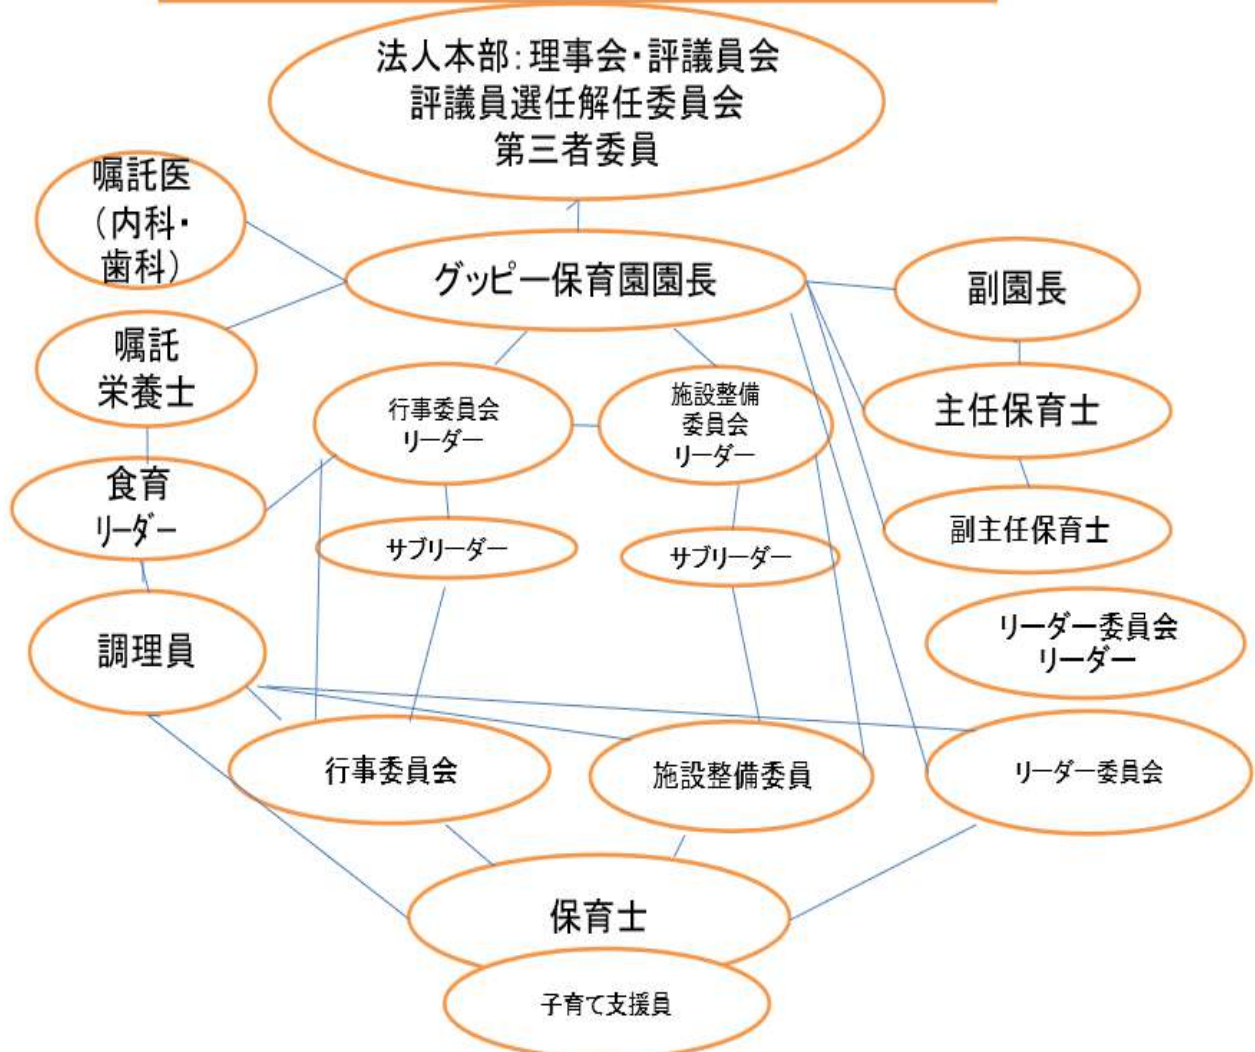 法人本部:理事会・評議員会
評議員選任解任委員会
第三者委員
嘱託医
(内科・
歯科)
グッピー保育園園長
副園長
嘱託
栄養士
行事委員会
リーダー
施設整備
委員会
リーダー
主任保育士
食育
リーダー
サブリーダー
サブリーダー
副主任保育士
調理員
リーダー委員会
リーダー
行事委員会
施設整備委員
リーダー委員会
保育士
子育て支援員